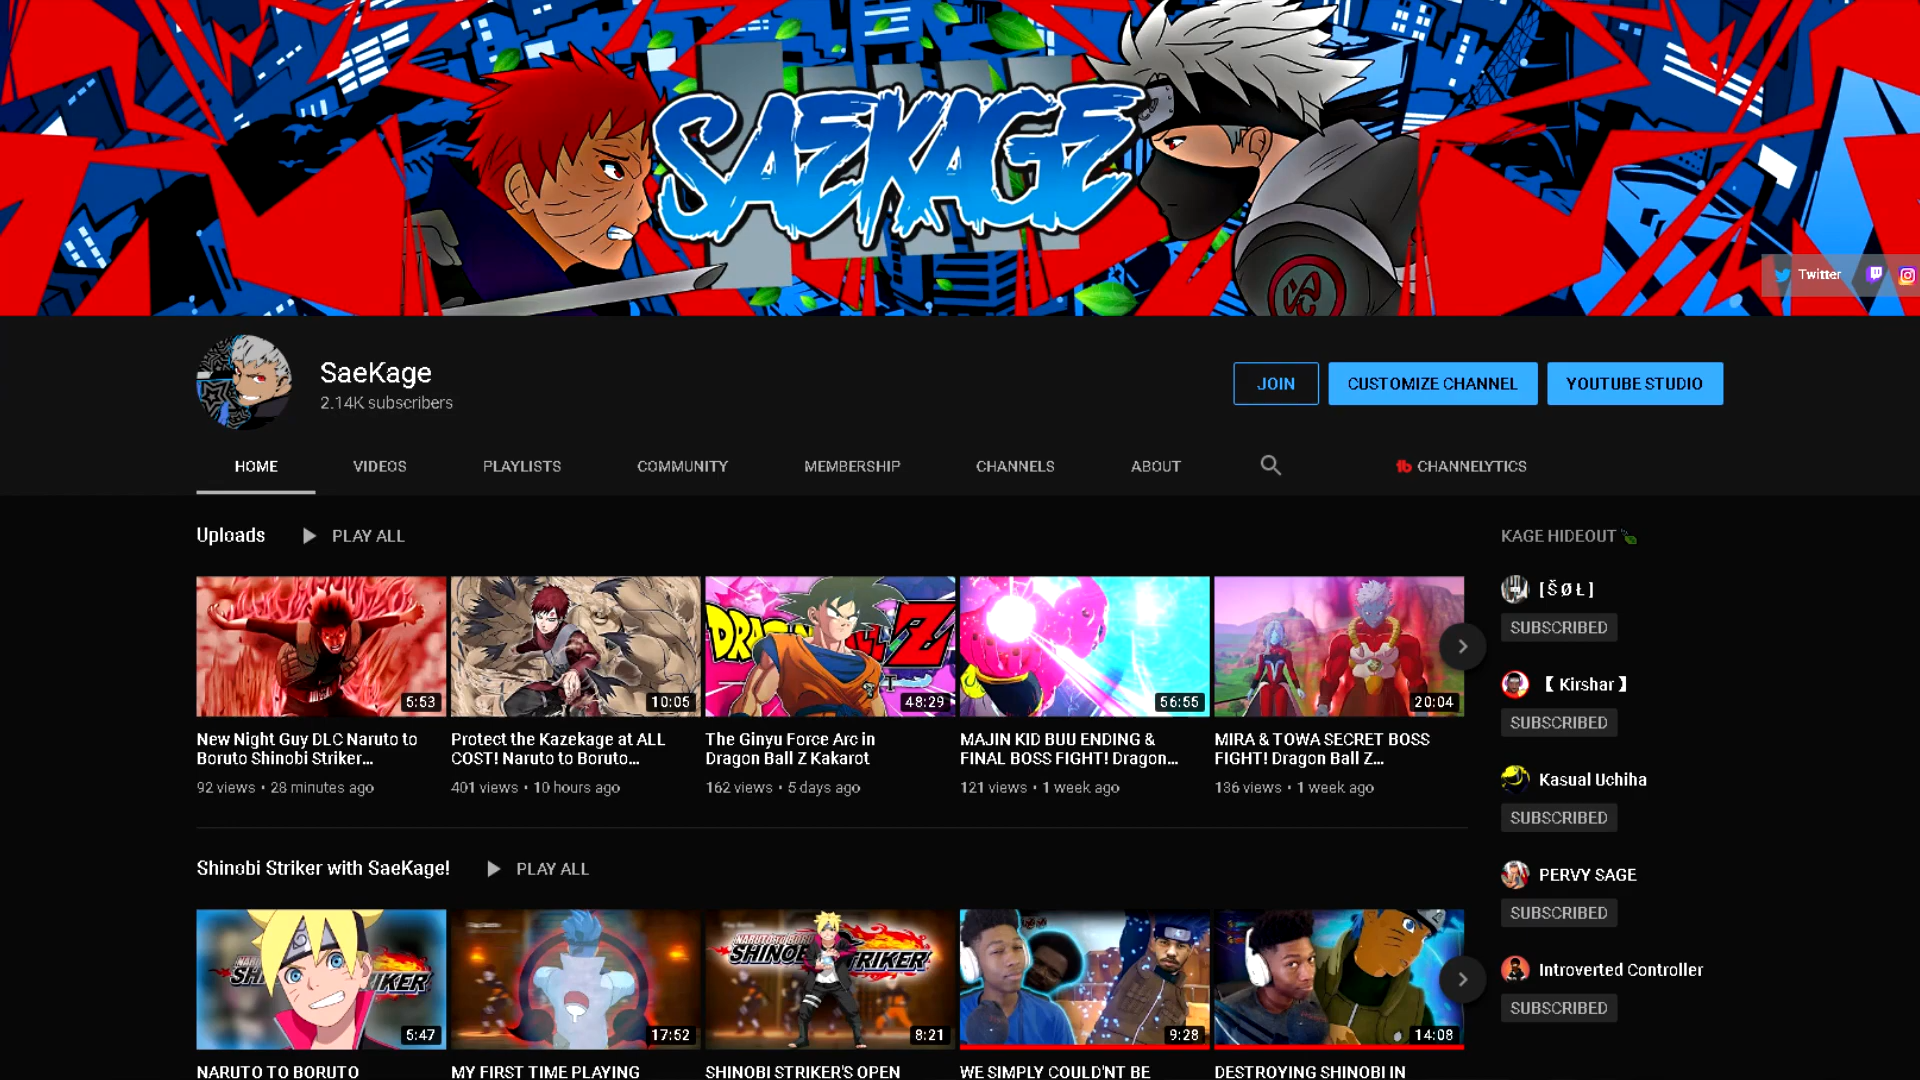 SAEKAGE
Twitter
SaeKage
2.14K subscribers
JOIN
CUSTOMIZE CHANNEL
YOUTUBE STUDIO
HOME
VIDEOS
PLAYLISTS
COMMUNITY
MEMBERSHIP
CHANNELS
ABOUT
CHANNELYTICS
Uploads
PLAY ALL
KAGE HIDEOUT
5:53
10:05
48:29
56:55
20:04
New Night Guy DLC Naruto to
Boruto Shinobi Striker...
92 views • 28 minutes ago
Protect the Kazekage at ALL
COST! Naruto to Boruto...
401 views • 10 hours ago
The Ginyu Force Arc in
Dragon Ball Z Kakarot
162 views • 5 days ago
MAJIN KID BUU ENDING &
FINAL BOSS FIGHT! Dragon...
121 views • 1 week ago
MIRA & TOWA SECRET BOSS
FIGHT! Dragon Ball Z...
136 views • 1 week ago
[ Š Ø Ł ]
SUBSCRIBED
【 Kirshar 】
SUBSCRIBED
Kasual Uchiha
SUBSCRIBED
PERVY SAGE
SUBSCRIBED
Introverted Controller
SUBSCRIBED
Shinobi Striker with SaeKage!
PLAY ALL
5:47
17:52
8:21
9:28
14:08
NARUTO TO BORUTO
MY FIRST TIME PLAYING
SHINOBI STRIKER'S OPEN
WE SIMPLY COULD'NT BE
DESTROYING SHINOBI IN